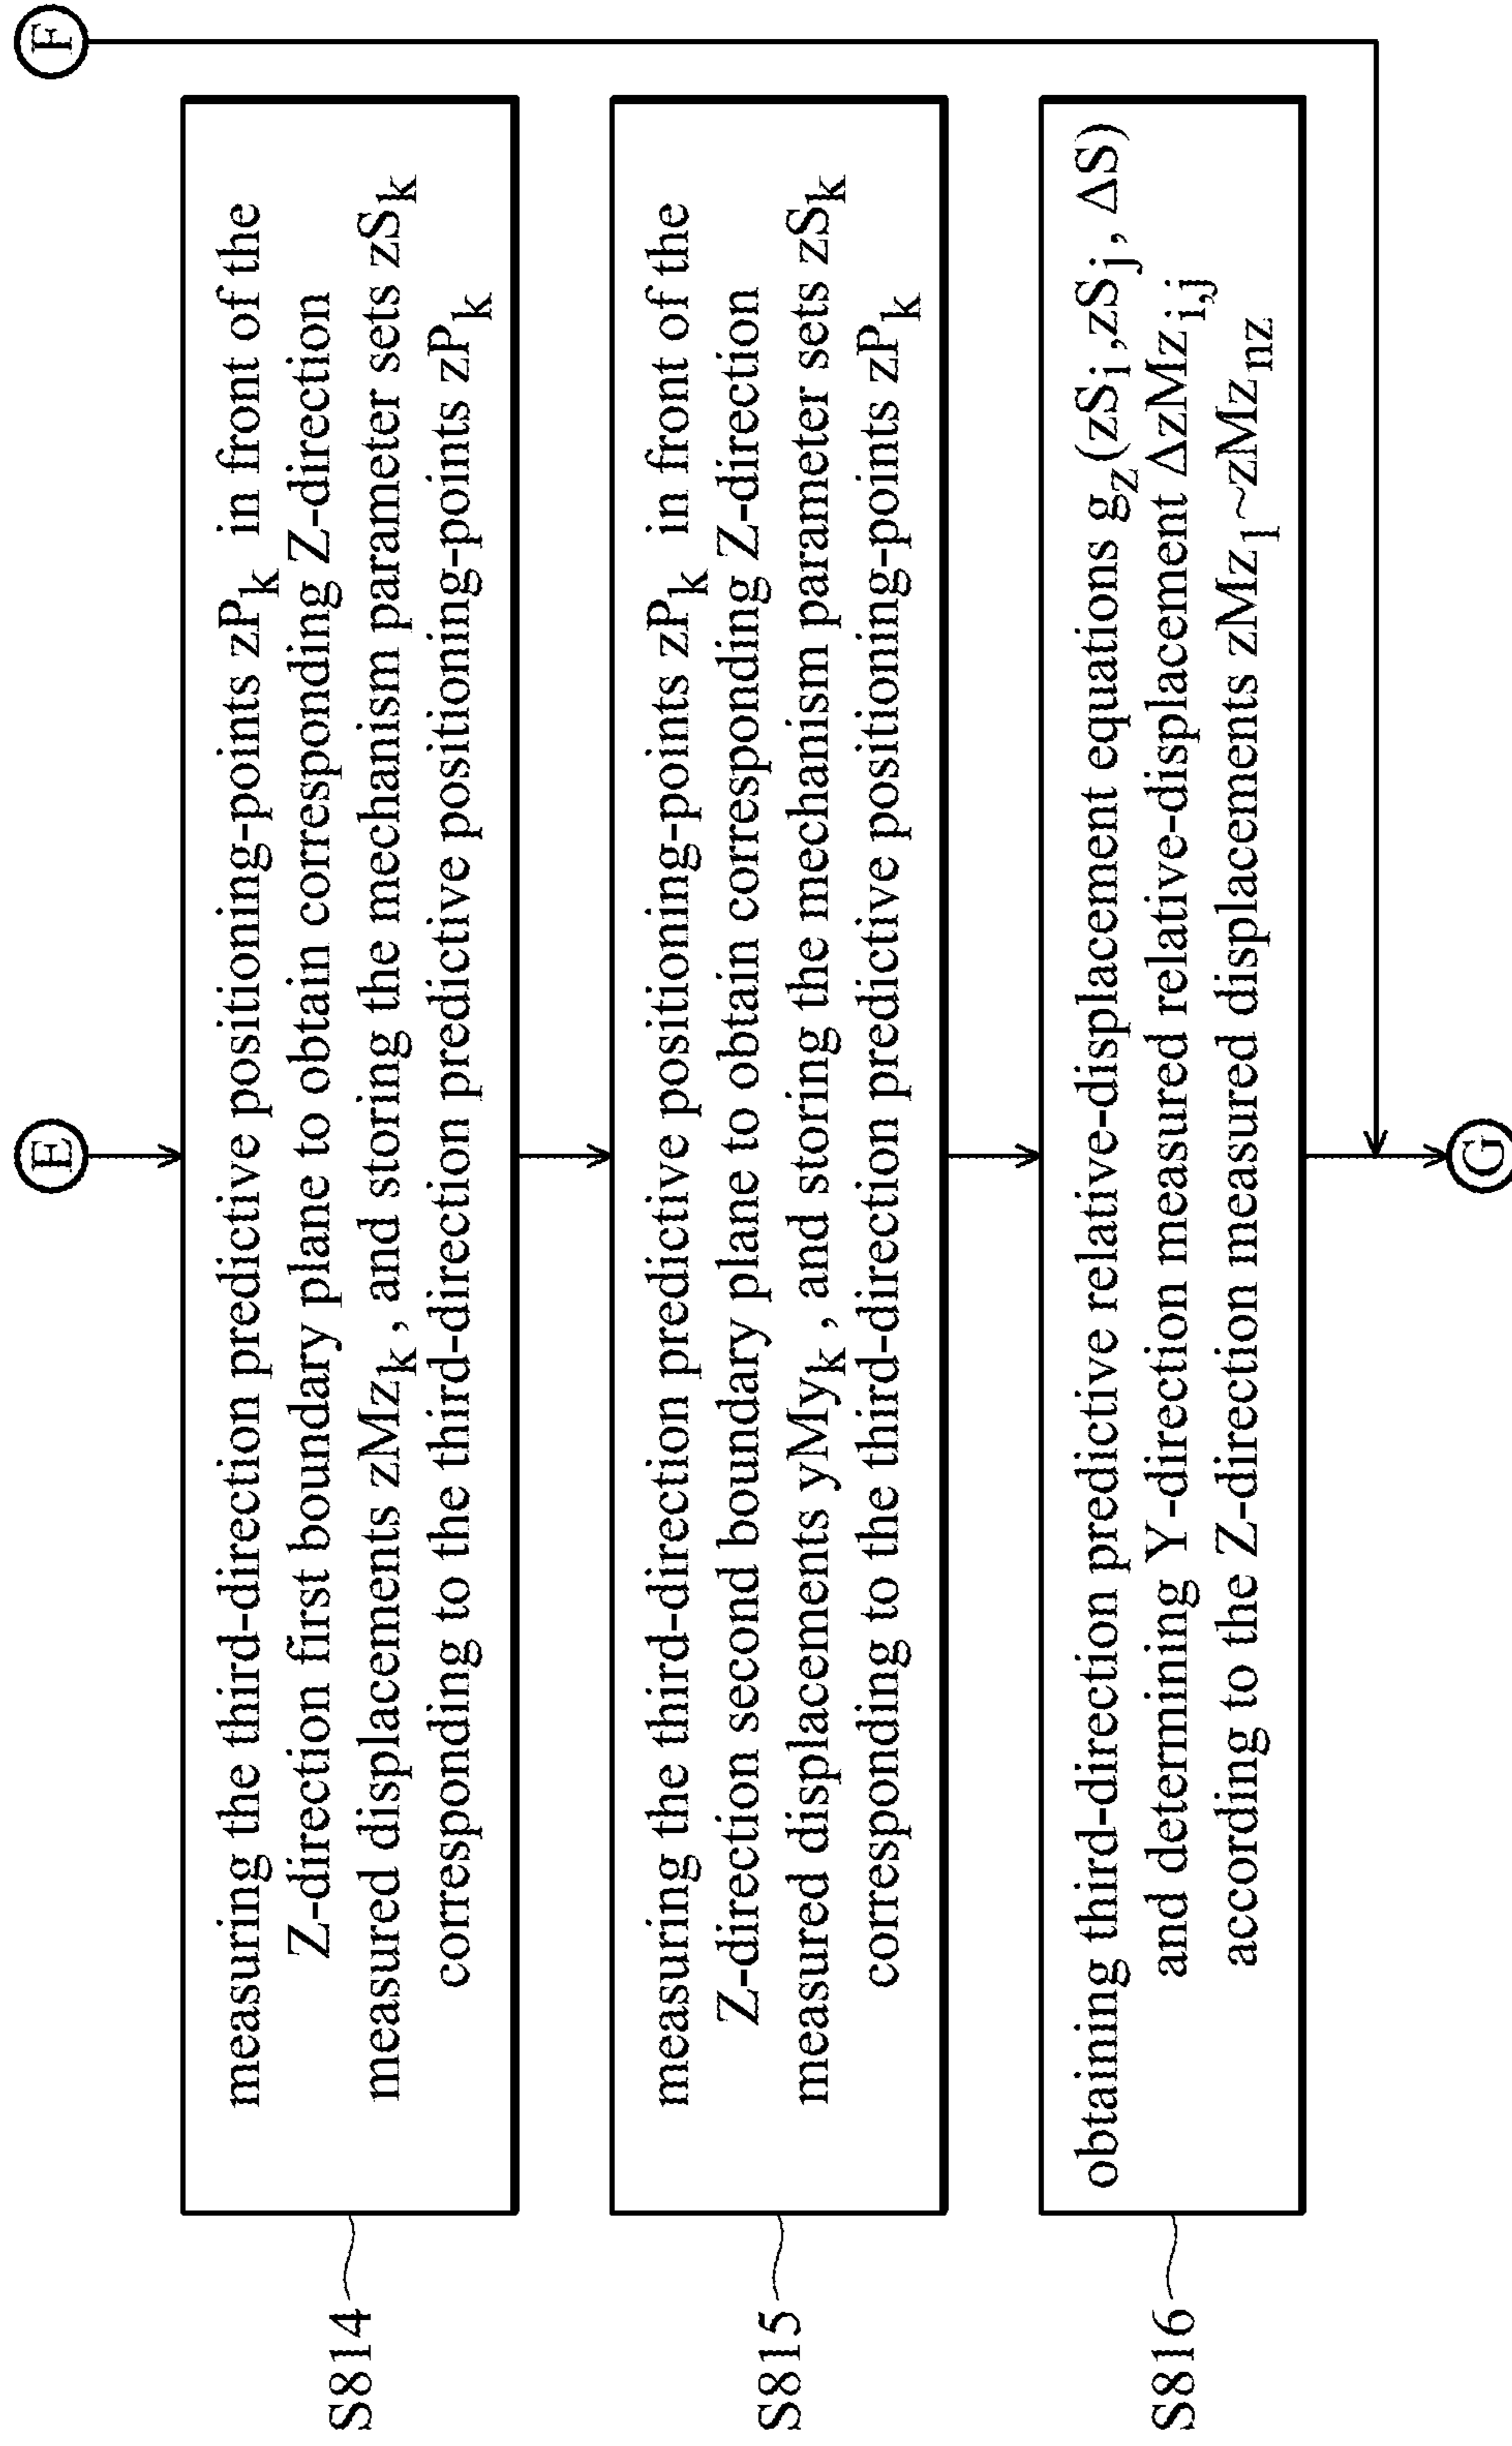 E
F
S814
measuring the third-direction predictive positioning-points zPk in front of the
Z-direction first boundary plane to obtain corresponding Z-direction
measured displacements zMzk, and storing the mechanism parameter sets zSk
corresponding to the third-direction predictive positioning-points zPk
S815
measuring the third-direction predictive positioning-points zPk in front of the
Z-direction second boundary plane to obtain corresponding Z-direction
measured displacements yMyk, and storing the mechanism parameter sets zSk
corresponding to the third-direction predictive positioning-points zPk
S816
obtaining third-direction predictive relative-displacement equations gz(zSi,zSj, ΔS)
and determining Y-direction measured relative-displacement ΔzMzi,j
according to the Z-direction measured displacements zMz1~zMznz
G